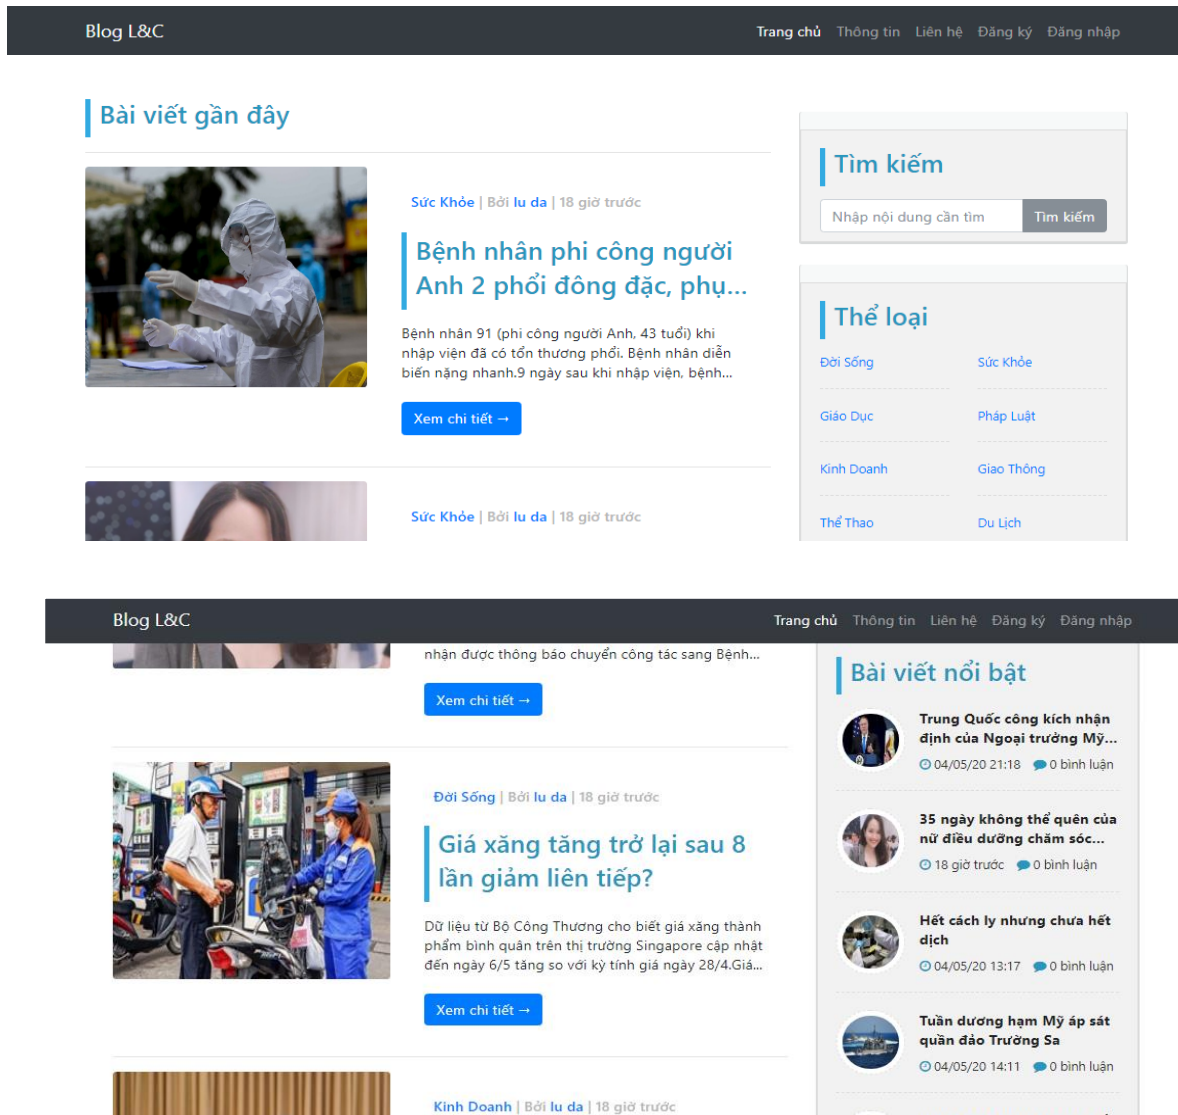 Blog L&C
Trang chủ Thông tin Liên hệ Đăng ký Đăng nhập
Bài viết gần đây
Sức Khỏe | Bởi lu da | 18 giờ trước
Bệnh nhân phi công người
Anh 2 phổi đông đặc, phụ...
Bệnh nhân 91 (phi công người Anh, 43 tuổi) khi
nhập viện đã có tổn thương phổi. Bệnh nhân diễn
biến nặng nhanh.9 ngày sau khi nhập viện, bệnh...
Xem chi tiết →
Sức Khỏe | Bởi lu da | 18 giờ trước
Tìm kiếm
Nhập nội dung cần tìm
Tìm kiếm
Thể loại
Đời Sống
Sức Khỏe
Giáo Dục
Pháp Luật
Kinh Doanh
Giao Thông
Thể Thao
Du Lịch
Blog L&C
Trang chủ Thông tin Liên hệ Đăng ký Đăng nhập
nhận được thông báo chuyển công tác sang Bệnh...
Xem chi tiết →
Đời Sống | Bởi lu da | 18 giờ trước
Giá xăng tăng trở lại sau 8
lần giảm liên tiếp?
Dữ liệu từ Bộ Công Thương cho biết giá xăng thành
phẩm bình quân trên thị trường Singapore cập nhật
đến ngày 6/5 tăng so với kỳ tính giá ngày 28/4.Giá...
Xem chi tiết →
Kinh Doanh | Bởi lu da | 18 giờ trước
Bài viết nổi bật
Trung Quốc công kích nhận
định của Ngoại trưởng Mỹ...
04/05/20 21:18 0 bình luận
35 ngày không thể quên của
nữ điều dưỡng chăm sóc...
18 giờ trước 0 bình luận
Hết cách ly nhưng chưa hết
dịch
04/05/20 13:17 0 bình luận
Tuần dương hạm Mỹ áp sát
quần đảo Trường Sa
04/05/20 14:11 0 bình luận